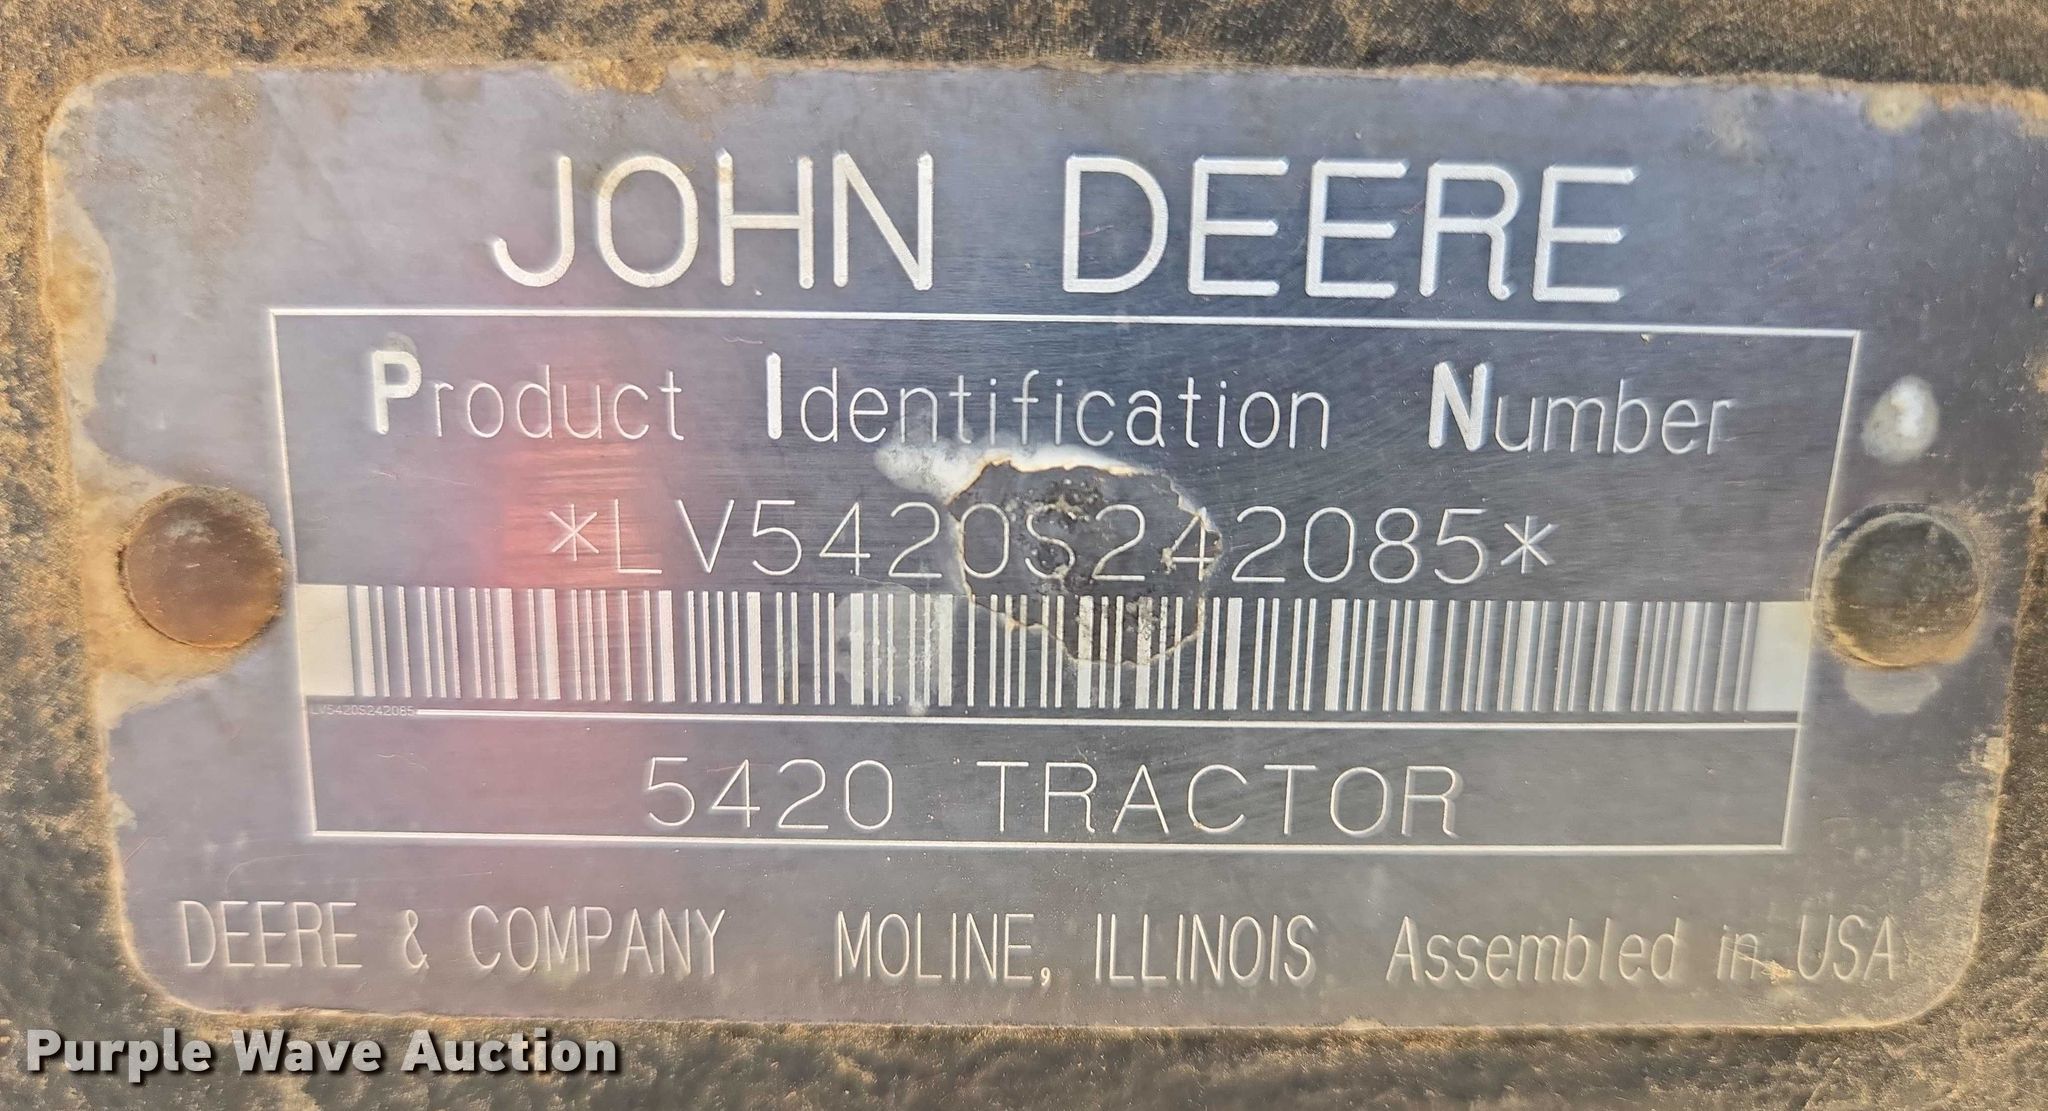 JOHN DEERE
Product Identification Number
*LV5420S242085*
LV5420S242085
5420 TRACTOR
DEERE & COMPANY MOLINE, ILLINOIS Assembled in USA
Purple Wave Auction